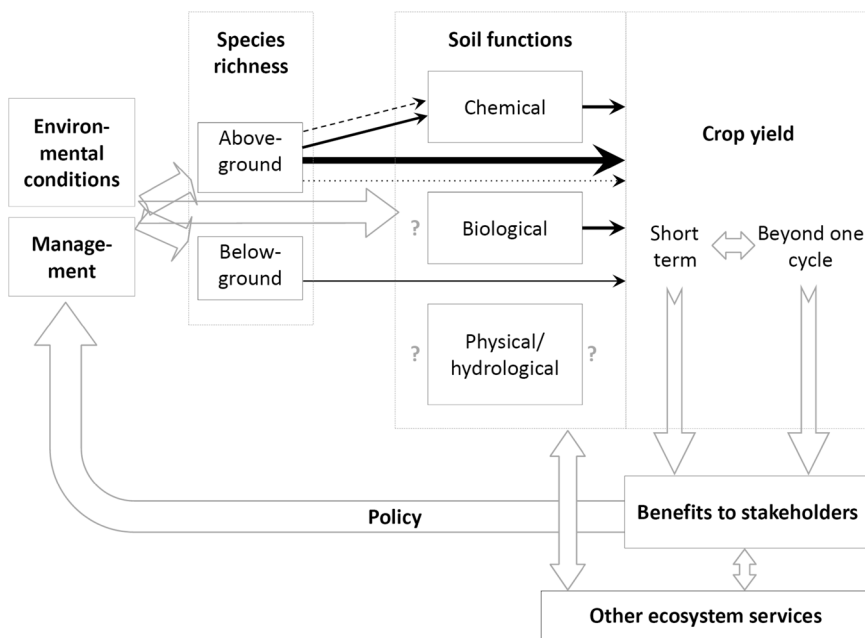 Species
richness
Soil functions
Environ-
mental
conditions
Above-
ground
Chemical
Crop yield
Manage-
ment
Below-
ground
?
Biological
Short
term
Beyond one
cycle
?
Physical/
hydrological
?
Policy
Benefits to stakeholders
Other ecosystem services